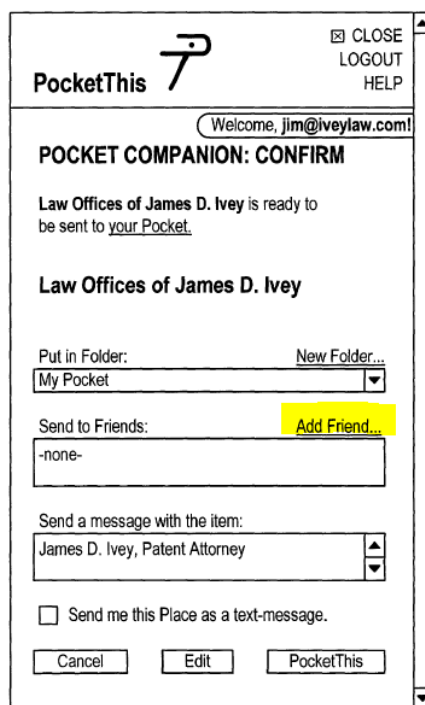 CLOSE
LOGOUT
PocketThis HELP
Welcome, jim@iveylaw.com!
POCKET COMPANION: CONFIRM
Law Offices of James D. Ivey is ready to
be sent to your Pocket.
Law Offices of James D. Ivey
Put in Folder: New Folder...
My Pocket
Send to Friends: Add Friend...
-none-
Send a message with the item:
James D. Ivey, Patent Attorney
Send me this Place as a text-message.
Cancel Edit PocketThis